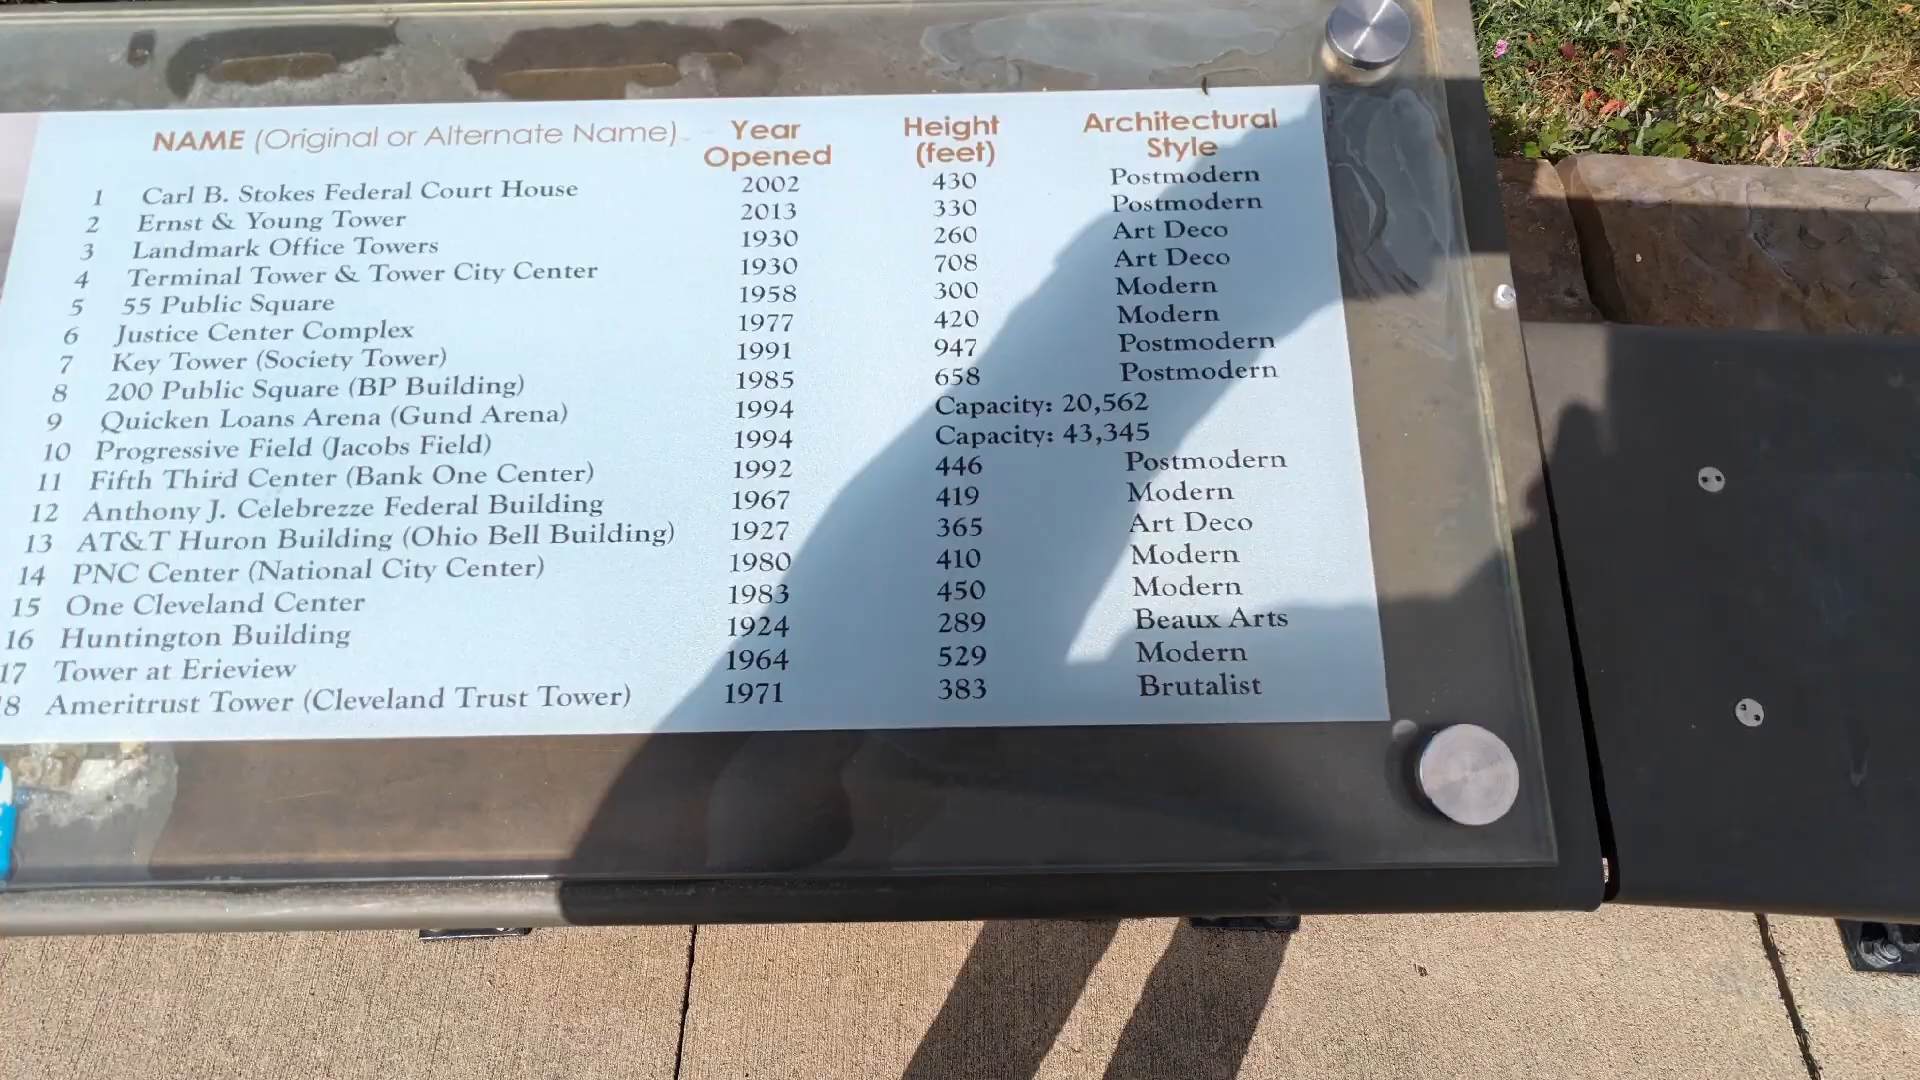 NAME (Original or Alternate Name) Year Opened Height (feet) Architectural Style
1 Carl B. Stokes Federal Court House 2002 430 Postmodern
2 Ernst & Young Tower 2013 330 Postmodern
3 Landmark Office Towers 1930 260 Art Deco
4 Terminal Tower & Tower City Center 1930 708 Art Deco
5 55 Public Square 1958 300 Modern
6 Justice Center Complex 1977 420 Modern
7 Key Tower (Society Tower) 1991 947 Postmodern
8 200 Public Square (BP Building) 1985 658 Postmodern
9 Quicken Loans Arena (Gund Arena) 1994 Capacity: 20,562
10 Progressive Field (Jacobs Field) 1994 Capacity: 43,345
11 Fifth Third Center (Bank One Center) 1992 446 Postmodern
12 Anthony J. Celebrezze Federal Building 1967 419 Modern
13 AT&T Huron Building (Ohio Bell Building) 1927 365 Art Deco
14 PNC Center (National City Center) 1980 410 Modern
15 One Cleveland Center 1983 450 Modern
16 Huntington Building 1924 289 Beaux Arts
17 Tower at Erieview 1964 529 Modern
18 Ameritrust Tower (Cleveland Trust Tower) 1971 383 Brutalist